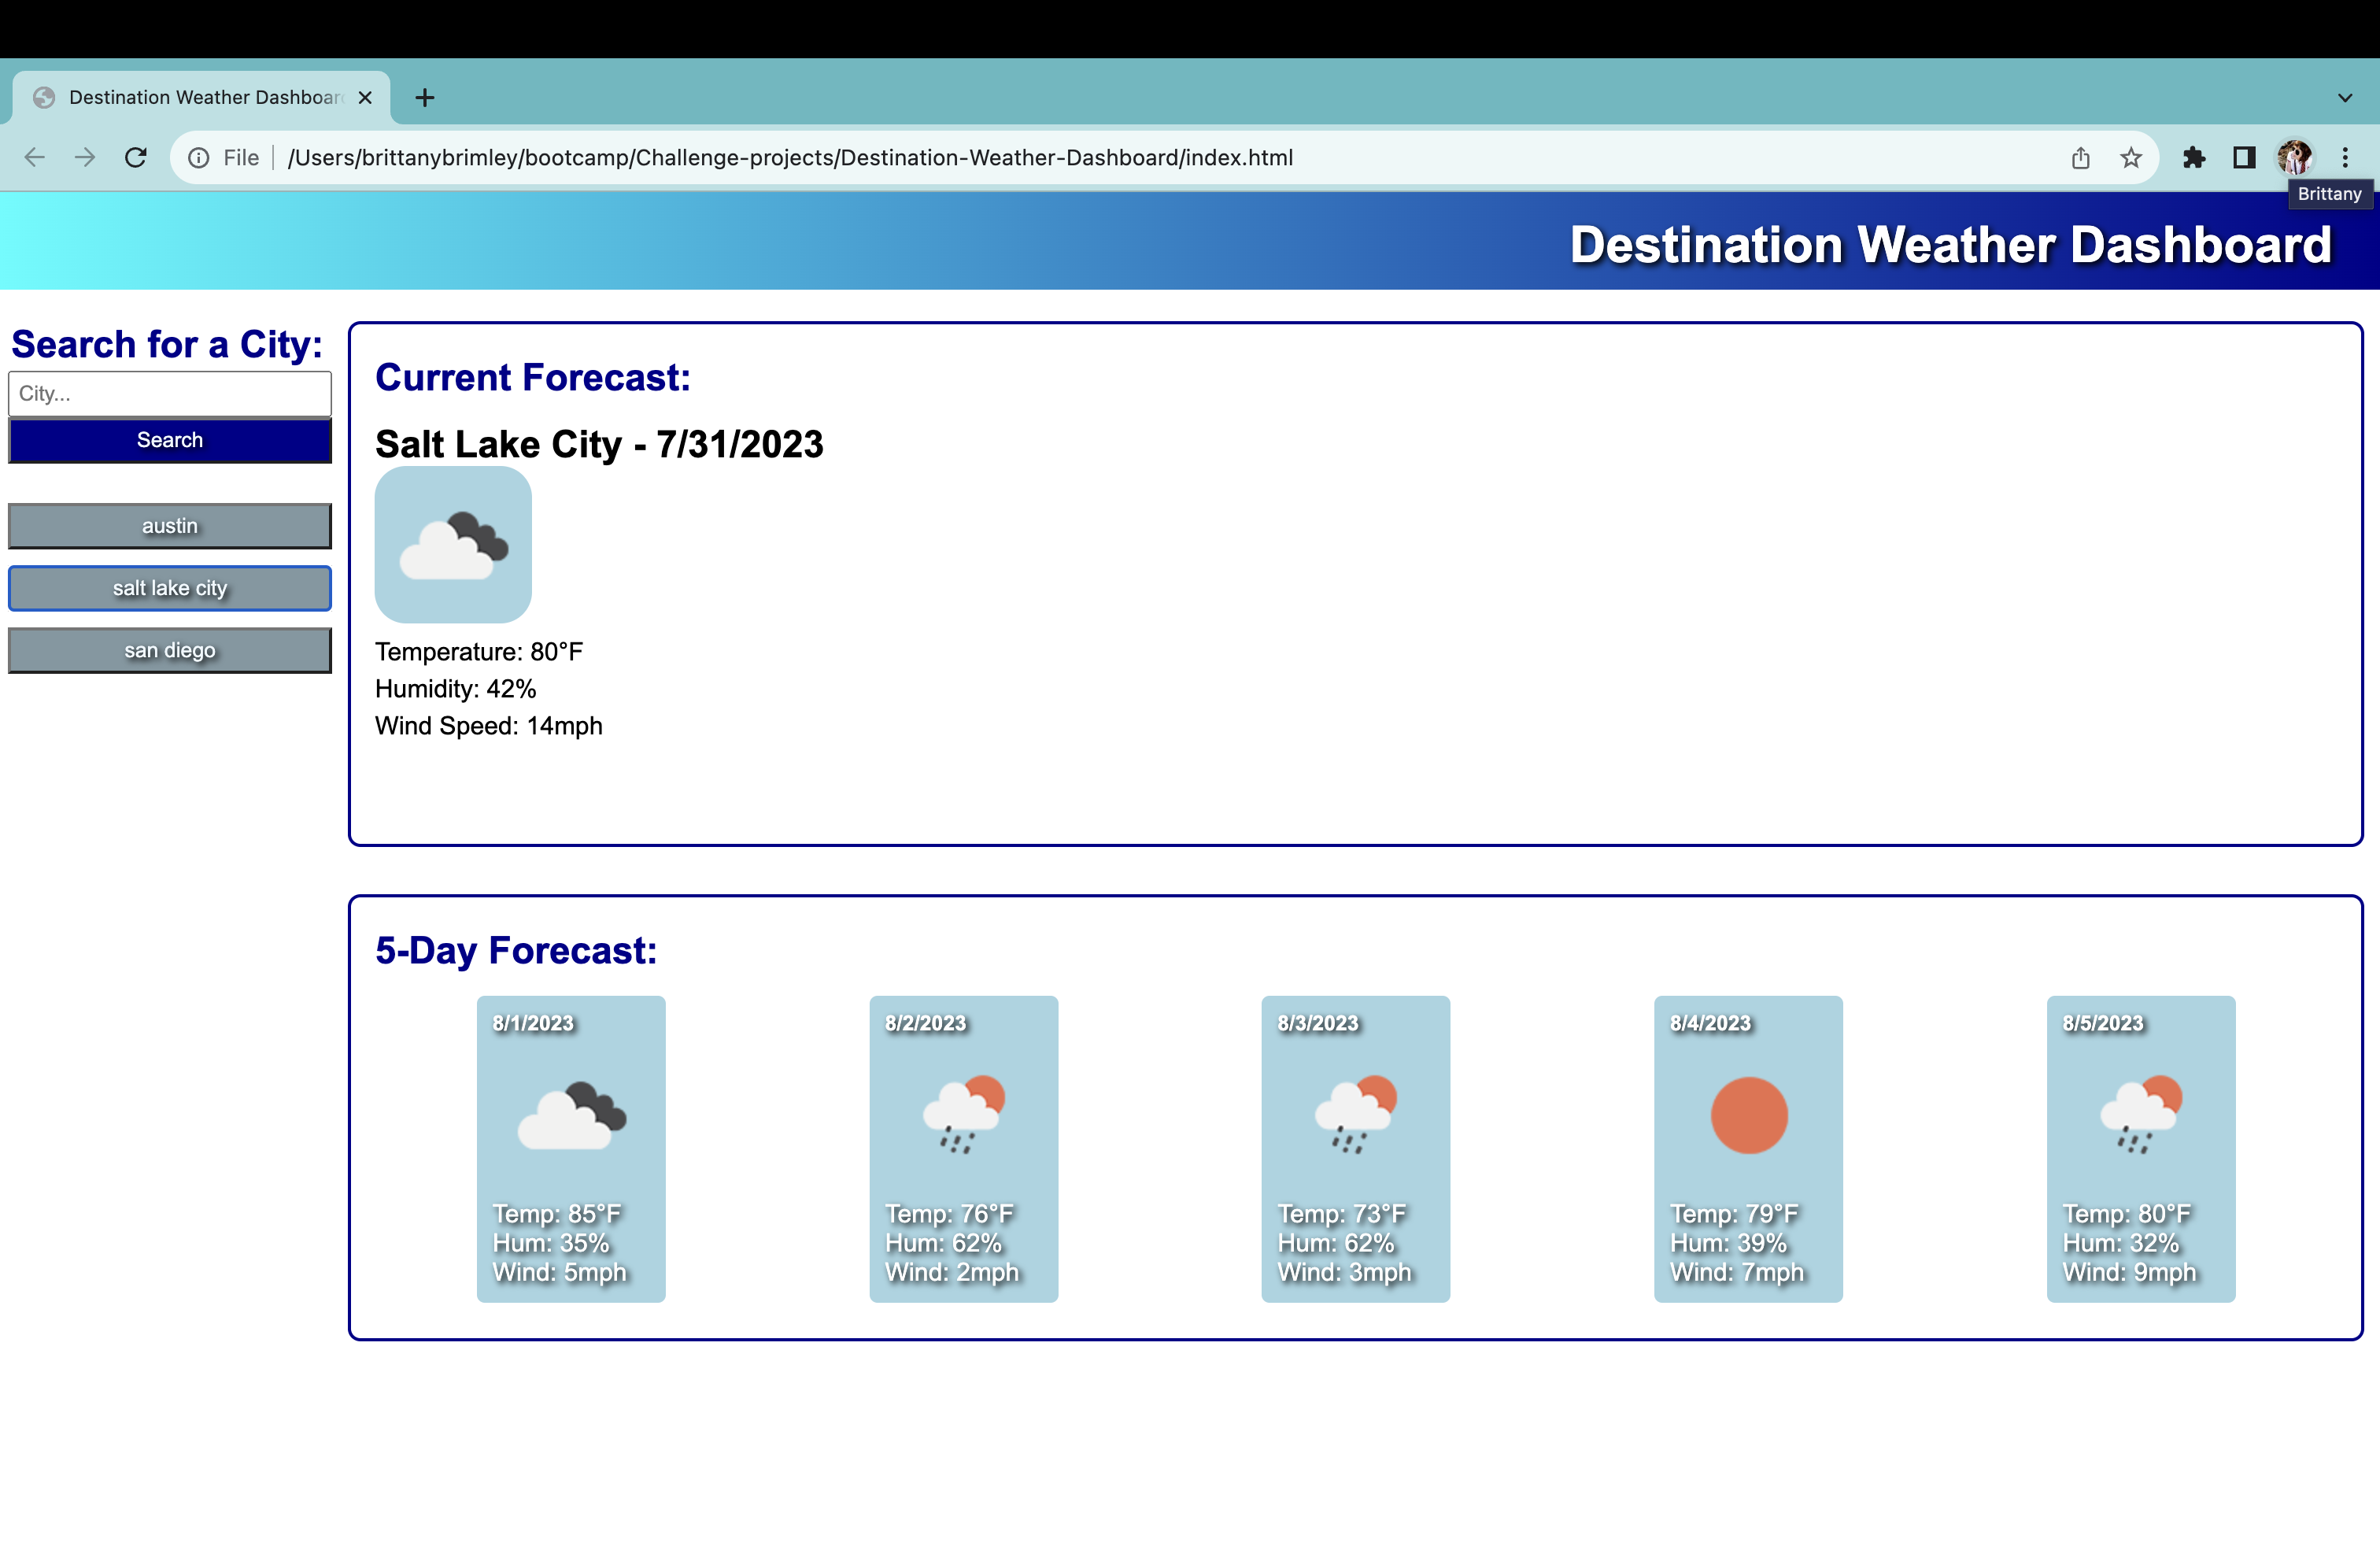 Destination Weather Dashboar
File
/Users/brittanybrimley/bootcamp/Challenge-projects/Destination-Weather-Dashboard/index.html
Brittany
Destination Weather Dashboard
Search for a City:
City...
Search
austin
salt lake city
san diego
Current Forecast:
Salt Lake City - 7/31/2023
Temperature: 80°F
Humidity: 42%
Wind Speed: 14mph
5-Day Forecast:
8/1/2023
Temp: 85°F
Hum: 35%
Wind: 5mph
8/2/2023
Temp: 76°F
Hum: 62%
Wind: 2mph
8/3/2023
Temp: 73°F
Hum: 62%
Wind: 3mph
8/4/2023
Temp: 79°F
Hum: 39%
Wind: 7mph
8/5/2023
Temp: 80°F
Hum: 32%
Wind: 9mph